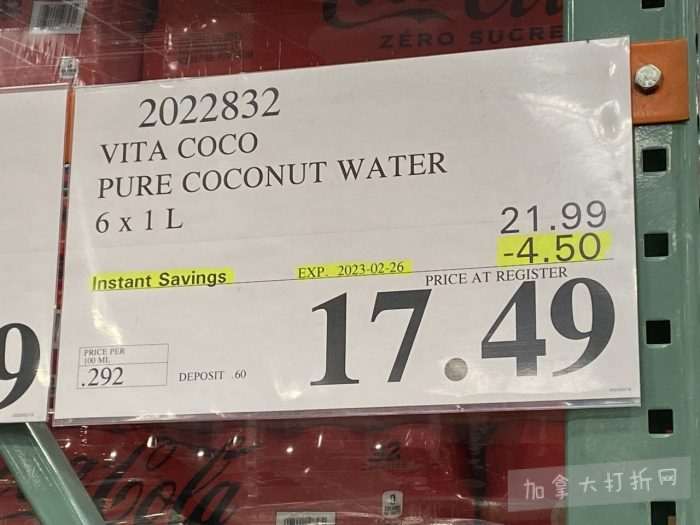 ZÉRO SUCRE
2022832
VITA COCO
PURE COCONUT WATER
6 x 1 L
21.99
-4.50
Instant Savings
EXP. 2023-02-26
PRICE AT REGISTER
17.49
PRICE PER
100 ML
.292
DEPOSIT .60
9
Cola
加拿大打折网